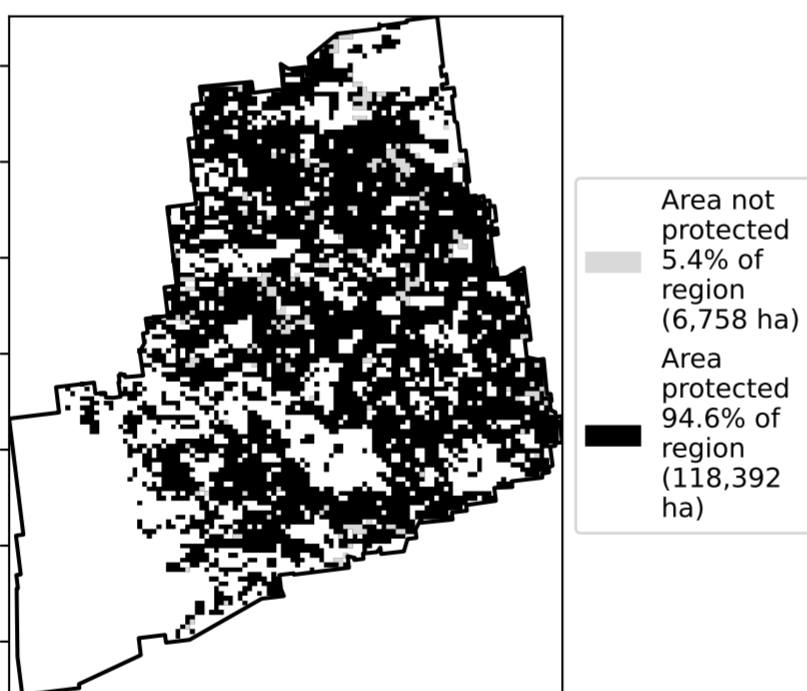 Area not
protected
5.4% of
region
(6,758 ha)
Area
protected
94.6% of
region
(118,392
ha)